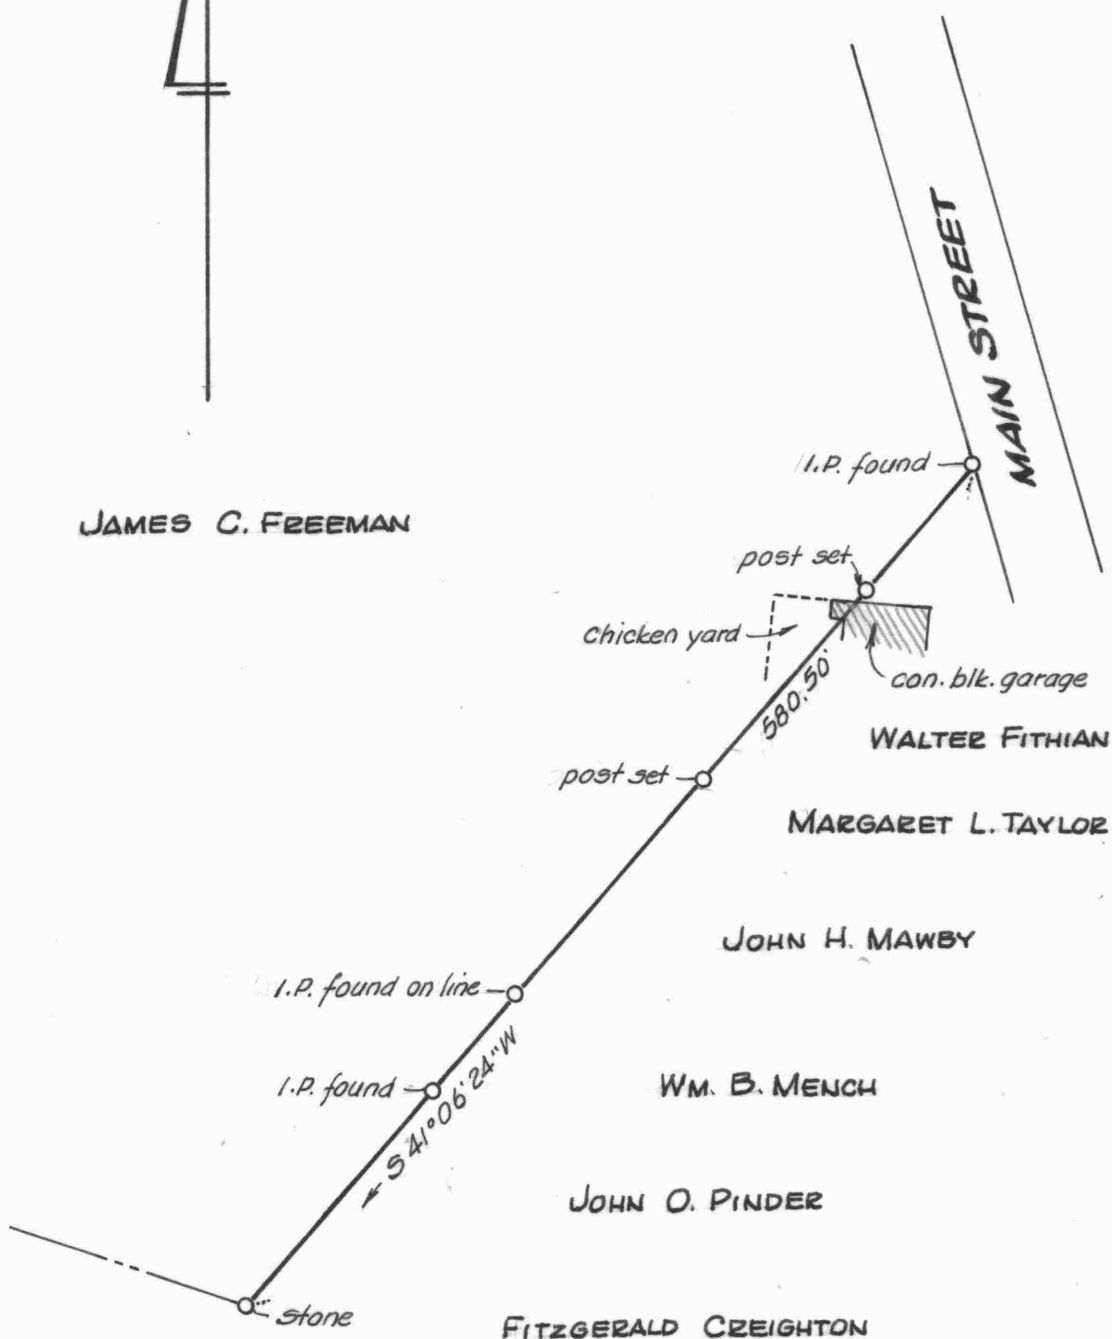 MAIN STREET
I.P. found
JAMES C. FREEMAN
post set
chicken yard
con. blk. garage
580.50'
WALTER FITHIAN
post set
MARGARET L. TAYLOR
JOHN H. MAWBY
I.P. found on line
S 41° 06' 24" W
I.P. found
WM. B. MENCH
JOHN O. PINDER
stone
FITZGERALD CREIGHTON